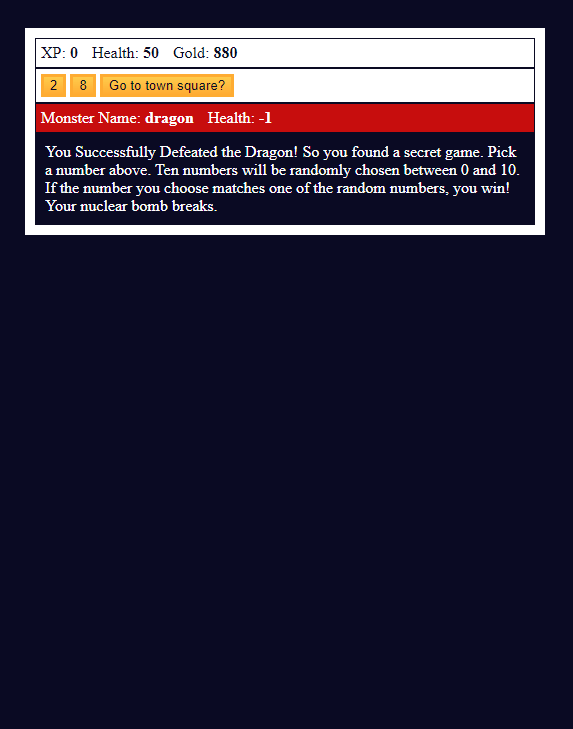 XP: 0 Health: 50 Gold: 880
2 8 Go to town square?
Monster Name: dragon Health: -1
You Successfully Defeated the Dragon! So you found a secret game. Pick
a number above. Ten numbers will be randomly chosen between 0 and 10.
If the number you choose matches one of the random numbers, you win!
Your nuclear bomb breaks.